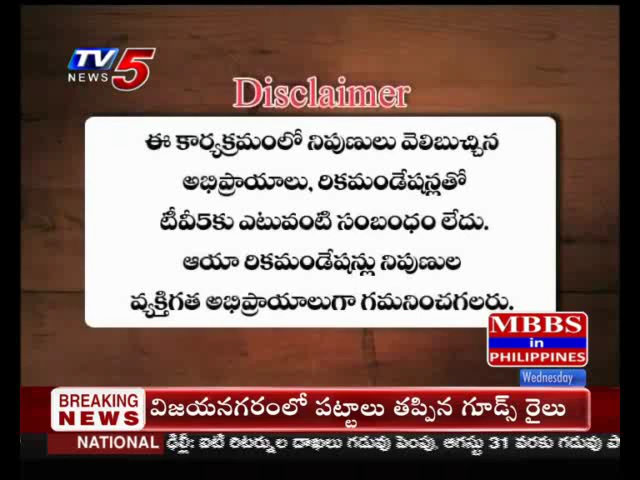 TV5
NEWS
Disclaimer
ఈ కార్యక్రమంలో నిపుణులు వెలిబుచ్చిన
అభిప్రాయాలు, రికమండేషన్లతో
టీవీ5కు ఎటువంటి సంబంధం లేదు.
ఆయా రికమండేషన్లు నిపుణుల
వ్యక్తిగత అభిప్రాయాలుగా గమనించగలరు.
MBBS
in
PHILIPPINES
Wednesday
BREAKING
NEWS
విజయనగరంలో పట్టాలు తప్పిన గూడ్స్ రైలు
NATIONAL ఢిల్లీ: ఐటి రిటర్నుల దాఖలు గడువు పెంపు, ఆగస్టు 31 వరకు గడువు